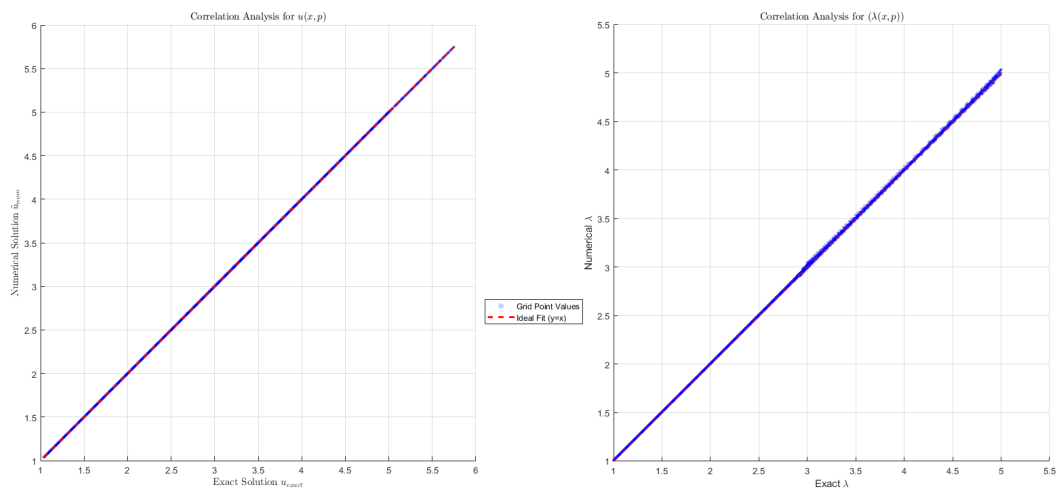 Correlation Analysis for u(x, p)
6
5.5
5
4.5
4
3.5
3
2.5
2
1.5
1
Numerical Solution ũnum
1 1.5 2 2.5 3 3.5 4 4.5 5 5.5 6
Exact Solution uexact
Grid Point Values
Ideal Fit (y=x)
Correlation Analysis for (λ(x, p))
5.5
5
4.5
4
3.5
3
2.5
2
1.5
1
Numerical λ
1 1.5 2 2.5 3 3.5 4 4.5 5 5.5
Exact λ